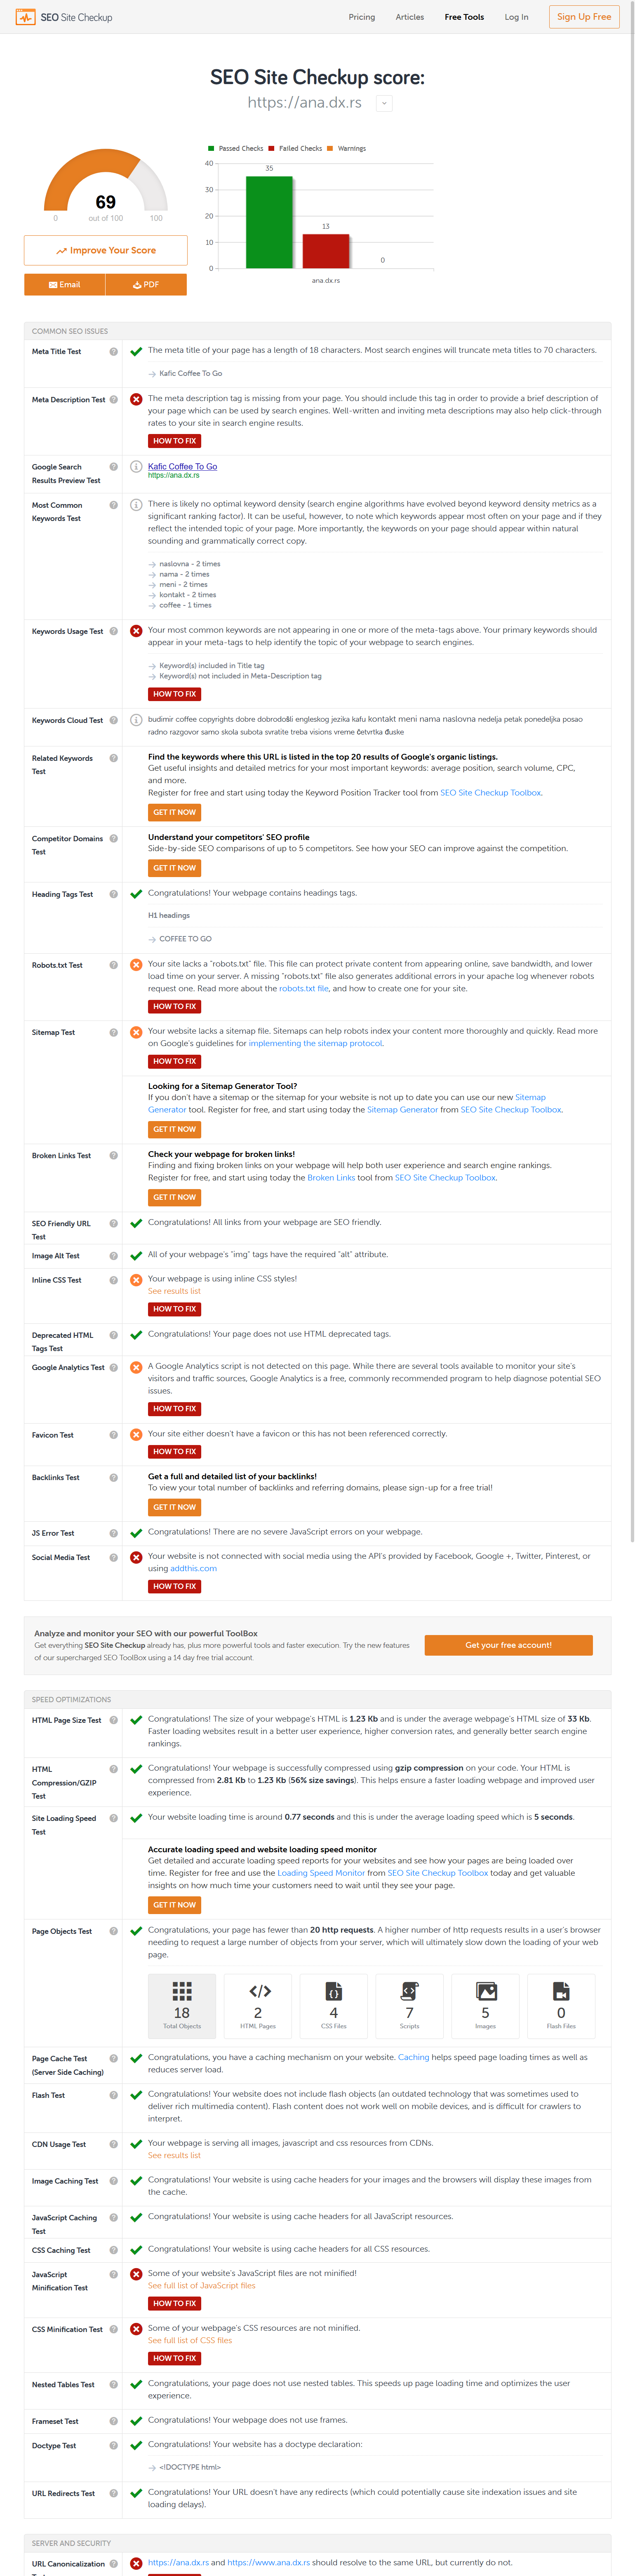 SEO Site Checkup
Pricing
Articles
Free Tools
Log In
Sign Up Free
SEO Site Checkup score:
https://ana.dx.rs
69
0
out of 100
100
Improve Your Score
Email
PDF
Passed Checks
Failed Checks
Warnings
40
30
20
10
0
35
13
0
ana.dx.rs
COMMON SEO ISSUES
Meta Title Test
The meta title of your page has a length of 18 characters. Most search engines will truncate meta titles to 70 characters.
Kafic Coffee To Go
Meta Description Test
The meta description tag is missing from your page. You should include this tag in order to provide a brief description of
your page which can be used by search engines. Well-written and inviting meta descriptions may also help click-through
rates to your site in search engine results.
HOW TO FIX
Google Search
Results Preview Test
Kafic Coffee To Go
https://ana.dx.rs
Most Common
Keywords Test
There is likely no optimal keyword density (search engine algorithms have evolved beyond keyword density metrics as a
significant ranking factor). It can be useful, however, to note which keywords appear most often on your page and if they
reflect the intended topic of your page. More importantly, the keywords on your page should appear within natural
sounding and grammatically correct copy.
naslovna - 2 times
nama - 2 times
meni - 2 times
kontakt - 2 times
coffee - 1 times
Keywords Usage Test
Your most common keywords are not appearing in one or more of the meta-tags above. Your primary keywords should
appear in your meta-tags to help identify the topic of your webpage to search engines.
Keyword(s) included in Title tag
Keyword(s) not included in Meta-Description tag
HOW TO FIX
Keywords Cloud Test
budimir coffee copyrights dobre dobrodošli engleskog jezika kafu kontakt meni nama naslovna nedelja petak ponedeljka posao
radno razgovor samo skola subota svratite treba visions vreme četvrtka đuske
Related Keywords
Test
Find the keywords where this URL is listed in the top 20 results of Google's organic listings.
Get useful insights and detailed metrics for your most important keywords: average position, search volume, CPC,
and more.
Register for free and start using today the Keyword Position Tracker tool from SEO Site Checkup Toolbox.
GET IT NOW
Competitor Domains
Test
Understand your competitors' SEO profile
Side-by-side SEO comparisons of up to 5 competitors. See how your SEO can improve against the competition.
GET IT NOW
Heading Tags Test
Congratulations! Your webpage contains headings tags.
H1 headings
COFFEE TO GO
Robots.txt Test
Your site lacks a "robots.txt" file. This file can protect private content from appearing online, save bandwidth, and lower
load time on your server. A missing "robots.txt" file also generates additional errors in your apache log whenever robots
request one. Read more about the robots.txt file, and how to create one for your site.
HOW TO FIX
Sitemap Test
Your website lacks a sitemap file. Sitemaps can help robots index your content more thoroughly and quickly. Read more
on Google's guidelines for implementing the sitemap protocol.
HOW TO FIX
Looking for a Sitemap Generator Tool?
If you don't have a sitemap or the sitemap for your website is not up to date you can use our new Sitemap
Generator tool. Register for free, and start using today the Sitemap Generator from SEO Site Checkup Toolbox.
GET IT NOW
Broken Links Test
Check your webpage for broken links!
Finding and fixing broken links on your webpage will help both user experience and search engine rankings.
Register for free, and start using today the Broken Links tool from SEO Site Checkup Toolbox.
GET IT NOW
SEO Friendly URL
Test
Congratulations! All links from your webpage are SEO friendly.
Image Alt Test
All of your webpage's "img" tags have the required "alt" attribute.
Inline CSS Test
Your webpage is using inline CSS styles!
See results list
HOW TO FIX
Deprecated HTML
Tags Test
Congratulations! Your page does not use HTML deprecated tags.
Google Analytics Test
A Google Analytics script is not detected on this page. While there are several tools available to monitor your site's
visitors and traffic sources, Google Analytics is a free, commonly recommended program to help diagnose potential SEO
issues.
HOW TO FIX
Favicon Test
Your site either doesn't have a favicon or this has not been referenced correctly.
HOW TO FIX
Backlinks Test
Get a full and detailed list of your backlinks!
To view your total number of backlinks and referring domains, please sign-up for a free trial!
GET IT NOW
JS Error Test
Congratulations! There are no severe JavaScript errors on your webpage.
Social Media Test
Your website is not connected with social media using the API's provided by Facebook, Google +, Twitter, Pinterest, or
using addthis.com
HOW TO FIX
Analyze and monitor your SEO with our powerful ToolBox
Get everything SEO Site Checkup already has, plus more powerful tools and faster execution. Try the new features
of our supercharged SEO ToolBox using a 14 day free trial account.
Get your free account!
SPEED OPTIMIZATIONS
HTML Page Size Test
Congratulations! The size of your webpage's HTML is 1.23 Kb and is under the average webpage's HTML size of 33 Kb.
Faster loading websites result in a better user experience, higher conversion rates, and generally better search engine
rankings.
HTML
Compression/GZIP
Test
Congratulations! Your webpage is successfully compressed using gzip compression on your code. Your HTML is
compressed from 2.81 Kb to 1.23 Kb (56% size savings). This helps ensure a faster loading webpage and improved user
experience.
Site Loading Speed
Test
Your website loading time is around 0.77 seconds and this is under the average loading speed which is 5 seconds.
Accurate loading speed and website loading speed monitor
Get detailed and accurate loading speed reports for your websites and see how your pages are being loaded over
time. Register for free and use the Loading Speed Monitor from SEO Site Checkup Toolbox today and get valuable
insights on how much time your customers need to wait until they see your page.
GET IT NOW
Page Objects Test
Congratulations, your page has fewer than 20 http requests. A higher number of http requests results in a user's browser
needing to request a large number of objects from your server, which will ultimately slow down the loading of your web
page.
18
Total Objects
2
HTML Pages
4
CSS Files
7
Scripts
5
Images
0
Flash Files
Page Cache Test
(Server Side Caching)
Congratulations, you have a caching mechanism on your website. Caching helps speed page loading times as well as
reduces server load.
Flash Test
Congratulations! Your website does not include flash objects (an outdated technology that was sometimes used to
deliver rich multimedia content). Flash content does not work well on mobile devices, and is difficult for crawlers to
interpret.
CDN Usage Test
Your webpage is serving all images, javascript and css resources from CDNs.
See results list
Image Caching Test
Congratulations! Your website is using cache headers for your images and the browsers will display these images from
the cache.
JavaScript Caching
Test
Congratulations! Your website is using cache headers for all JavaScript resources.
CSS Caching Test
Congratulations! Your website is using cache headers for all CSS resources.
JavaScript
Minification Test
Some of your website's JavaScript files are not minified!
See full list of JavaScript files
HOW TO FIX
CSS Minification Test
Some of your webpage's CSS resources are not minified.
See full list of CSS files
HOW TO FIX
Nested Tables Test
Congratulations, your page does not use nested tables. This speeds up page loading time and optimizes the user
experience.
Frameset Test
Congratulations! Your webpage does not use frames.
Doctype Test
Congratulations! Your website has a doctype declaration:
<!DOCTYPE html>
URL Redirects Test
Congratulations! Your URL doesn't have any redirects (which could potentially cause site indexation issues and site
loading delays).
SERVER AND SECURITY
URL Canonicalization
https://ana.dx.rs and https://www.ana.dx.rs should resolve to the same URL, but currently do not.